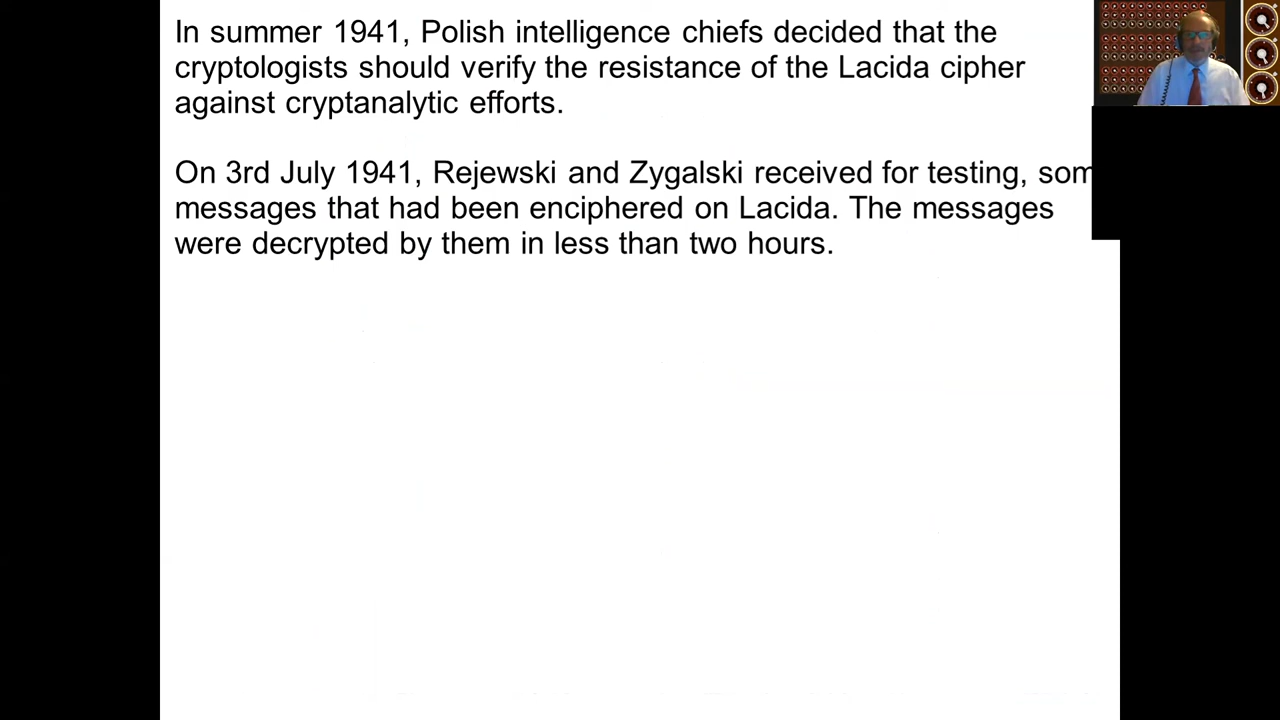 In summer 1941, Polish intelligence chiefs decided that the
cryptologists should verify the resistance of the Lacida cipher
against cryptanalytic efforts.
On 3rd July 1941, Rejewski and Zygalski received for testing, som
messages that had been enciphered on Lacida. The messages
were decrypted by them in less than two hours.